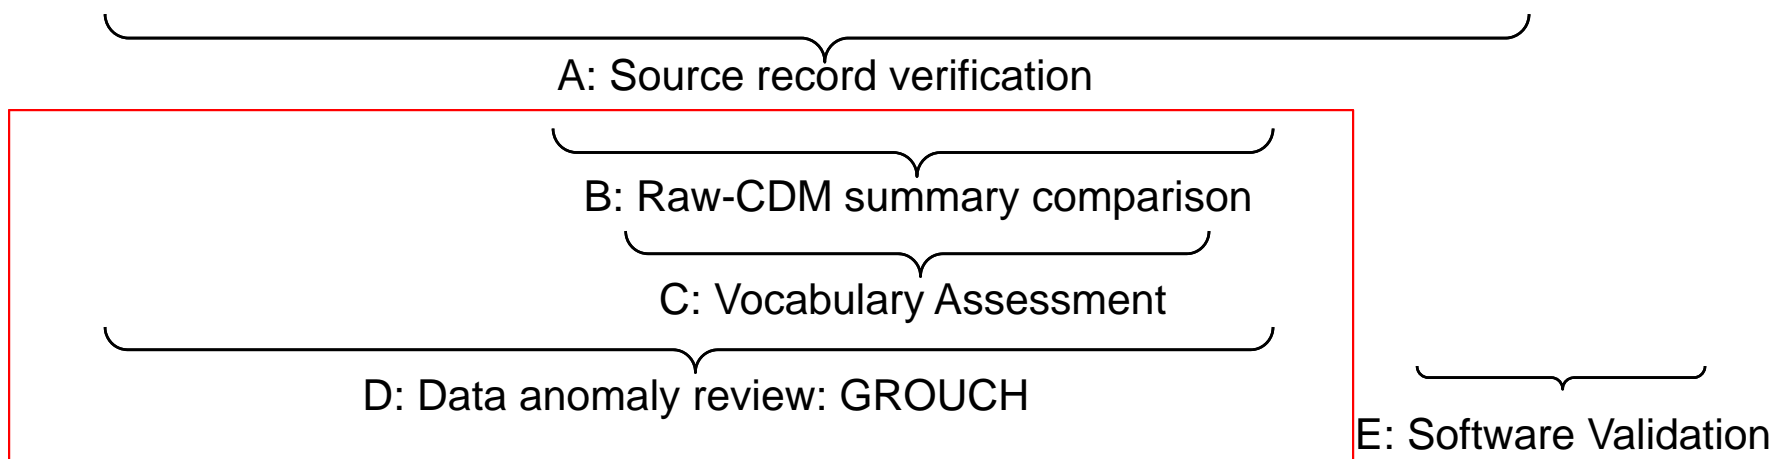 A: Source record verification
B: Raw-CDM summary comparison
C: Vocabulary Assessment
D: Data anomaly review: GROUCH
E: Software Validation